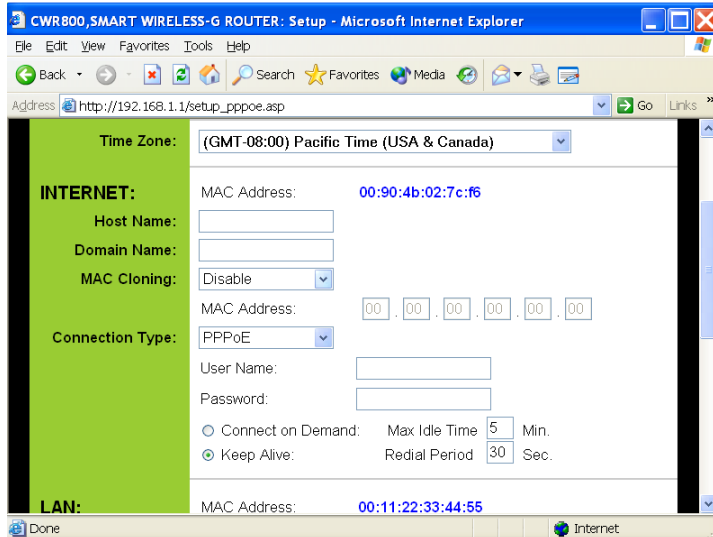 CWR800,SMART WIRELESS-G ROUTER: Setup - Microsoft Internet Explorer
File Edit View Favorites Tools Help
Back Search Favorites Media
Address http://192.168.1.1/setup_pppoe.asp Go Links »
Time Zone: (GMT-08:00) Pacific Time (USA & Canada)
INTERNET: MAC Address: 00:90:4b:02:7c:f6
Host Name:
Domain Name:
MAC Cloning: Disable
MAC Address: 00 . 00 . 00 . 00 . 00 . 00
Connection Type: PPPoE
User Name:
Password:
Connect on Demand: Max Idle Time 5 Min.
Keep Alive: Redial Period 30 Sec.
LAN: MAC Address: 00:11:22:33:44:55
Done Internet